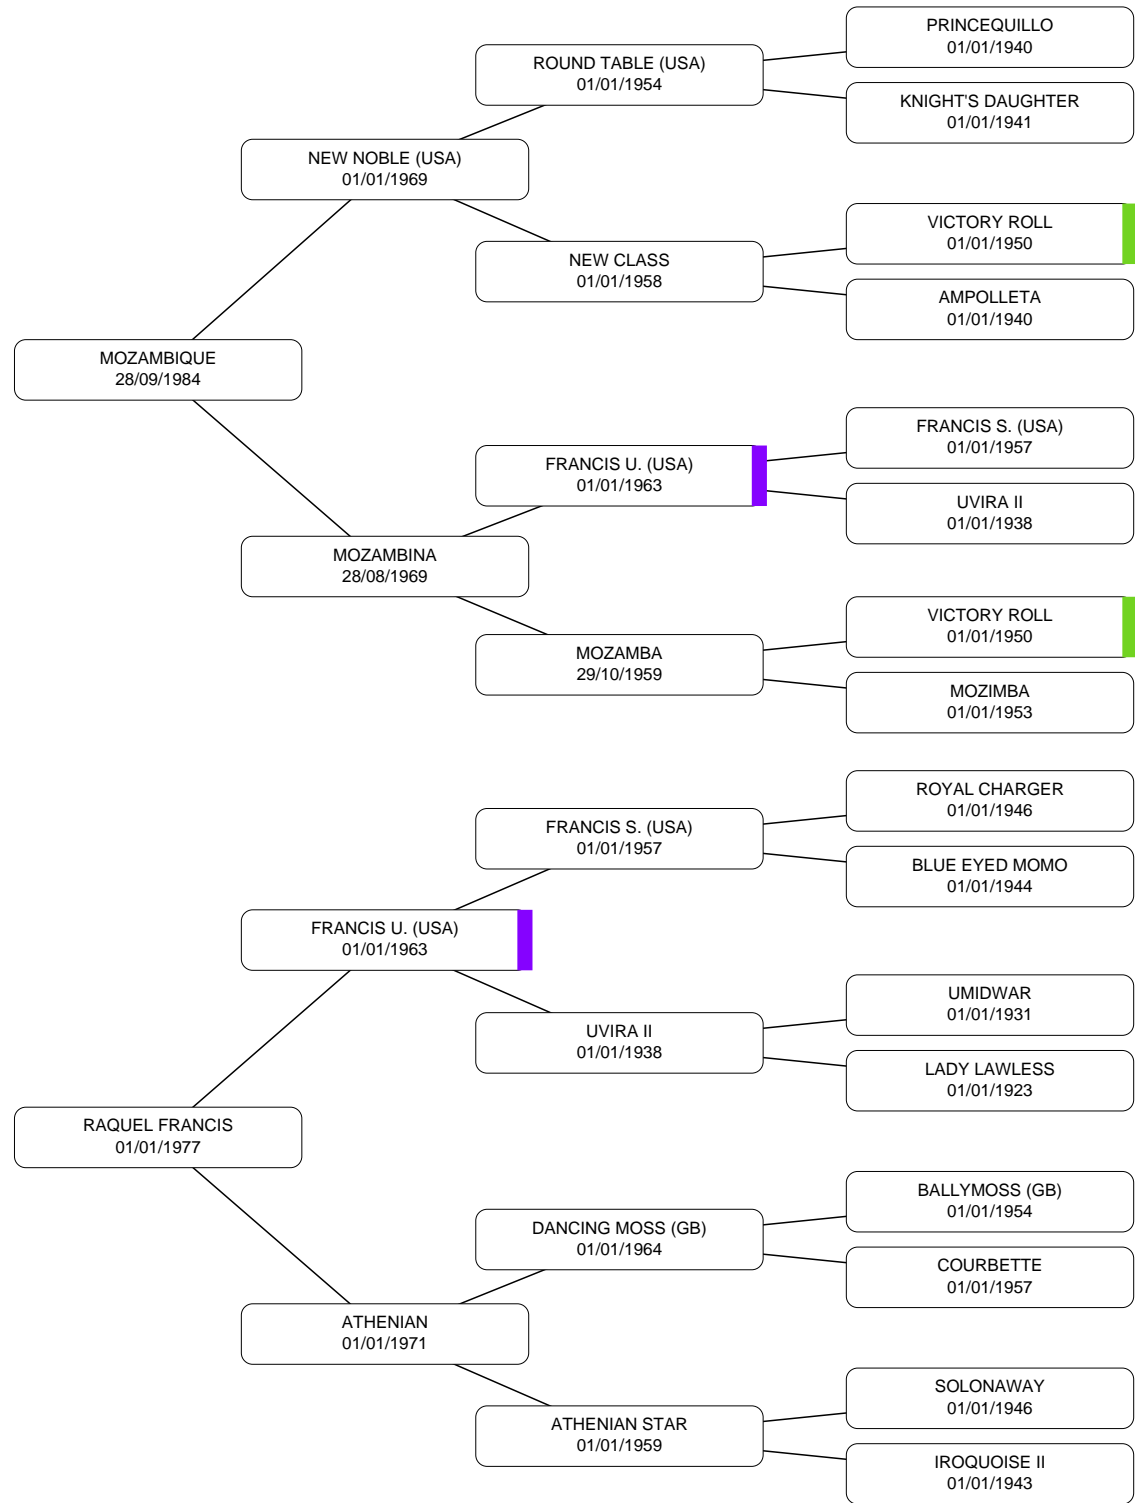 PRINCEQUILLO
01/01/1940
ROUND TABLE (USA)
01/01/1954
KNIGHT'S DAUGHTER
01/01/1941
NEW NOBLE (USA)
01/01/1969
VICTORY ROLL
01/01/1950
NEW CLASS
01/01/1958
AMPOLLETA
01/01/1940
MOZAMBIQUE
28/09/1984
FRANCIS S. (USA)
01/01/1957
FRANCIS U. (USA)
01/01/1963
UVIRA II
01/01/1938
MOZAMBINA
28/08/1969
VICTORY ROLL
01/01/1950
MOZAMBA
29/10/1959
MOZIMBA
01/01/1953
ROYAL CHARGER
01/01/1946
FRANCIS S. (USA)
01/01/1957
BLUE EYED MOMO
01/01/1944
FRANCIS U. (USA)
01/01/1963
UMIDWAR
01/01/1931
UVIRA II
01/01/1938
LADY LAWLESS
01/01/1923
RAQUEL FRANCIS
01/01/1977
BALLYMOSS (GB)
01/01/1954
DANCING MOSS (GB)
01/01/1964
COURBETTE
01/01/1957
ATHENIAN
01/01/1971
SOLONAWAY
01/01/1946
ATHENIAN STAR
01/01/1959
IROQUOISE II
01/01/1943